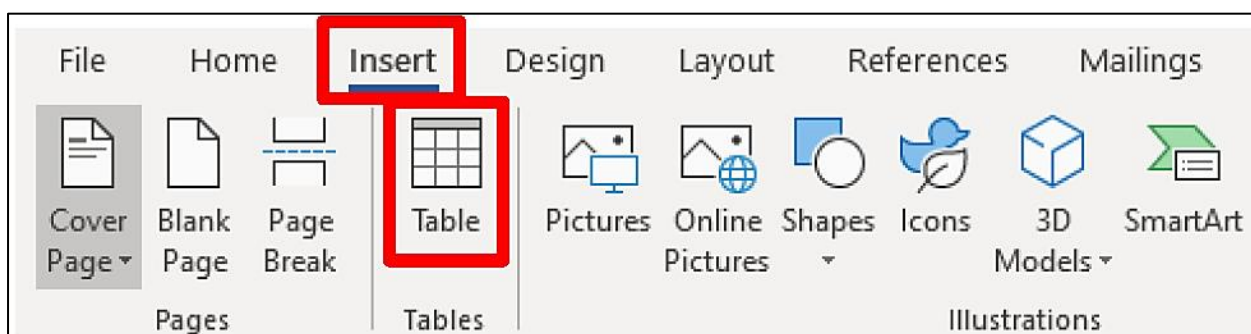 File Home Insert Design Layout References Mailings
Cover Blank Page Table Pictures Online Shapes Icons 3D SmartArt
Page Page Break Pictures Models
Pages Tables Illustrations